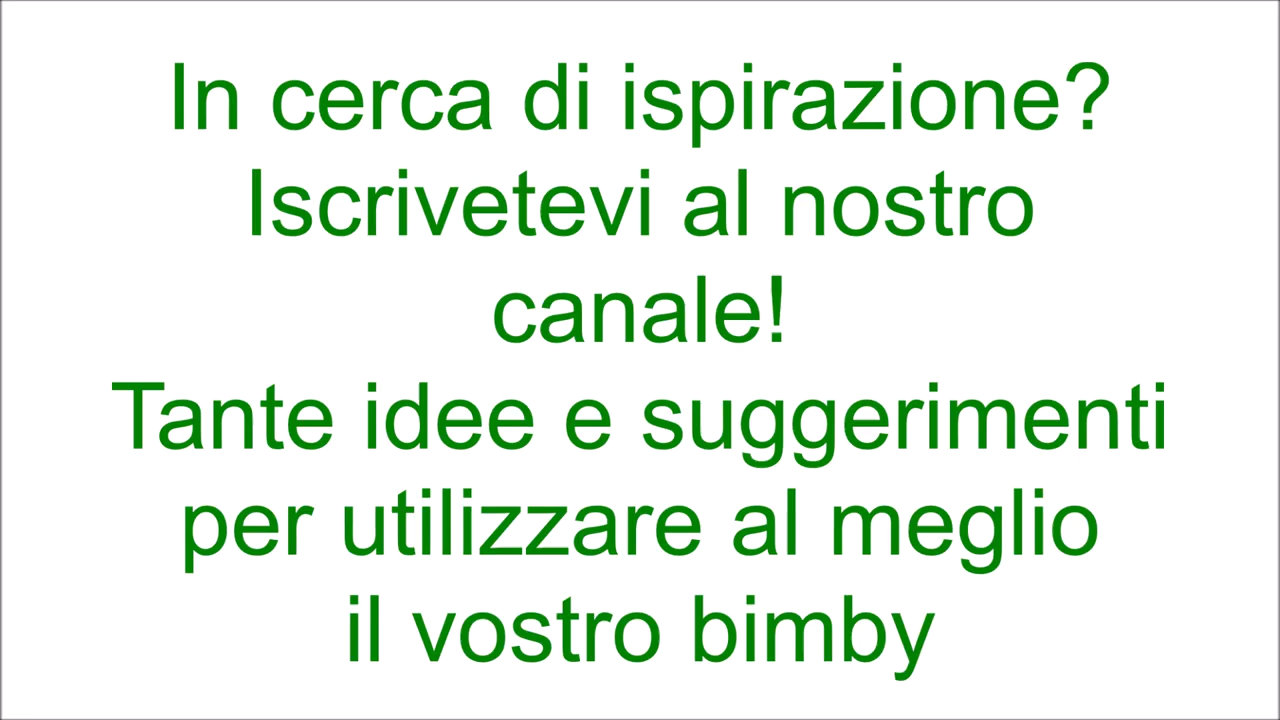 In cerca di ispirazione?
Iscrivetevi al nostro
canale!
Tante idee e suggerimenti
per utilizzare al meglio
il vostro bimby